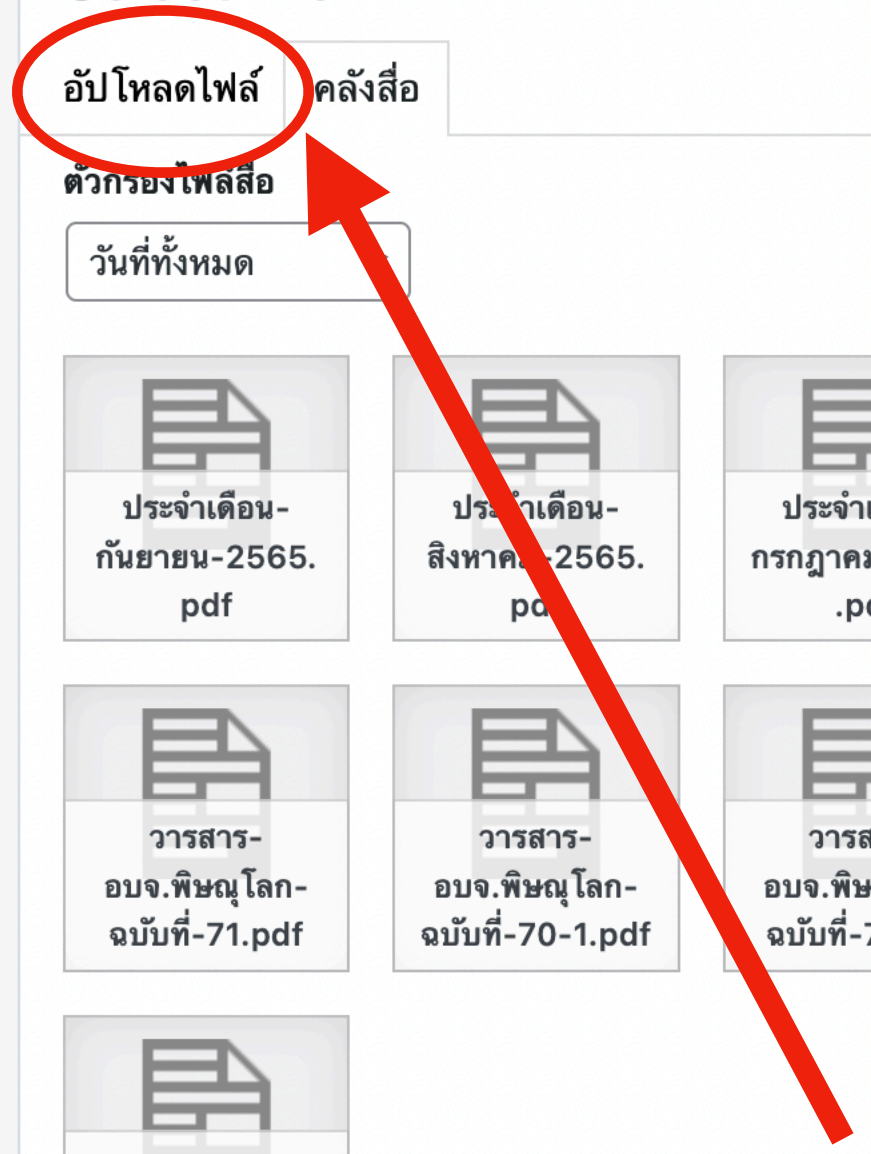 อัปโหลดไฟล์ คลังสื่อ
ตัวกรองไฟล์สื่อ
วันที่ทั้งหมด
ประจำเดือน-
กันยายน-2565.
pdf
ประจำเดือน-
สิงหาคม-2565.
pdf
วารสาร-
อบจ.พิษณุโลก-
ฉบับที่-71.pdf
วารสาร-
อบจ.พิษณุโลก-
ฉบับที่-70-1.pdf